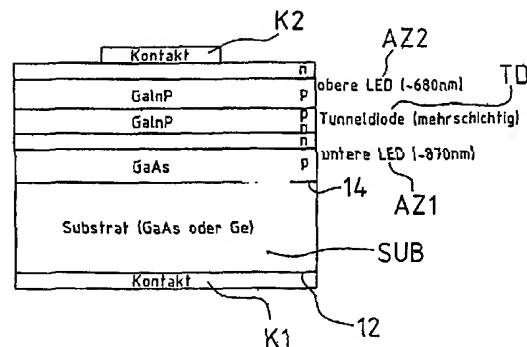 K2
AZ2
Kontakt
TD
n
obere LED (~680nm)
GaInP
p
GaInP
p
Tunneldiode (mehrschichtig)
n
n
untere LED (~870nm)
GaAs
p
14
AZ1
Substrat (GaAs oder Ge)
SUB
Kontakt
12
K1